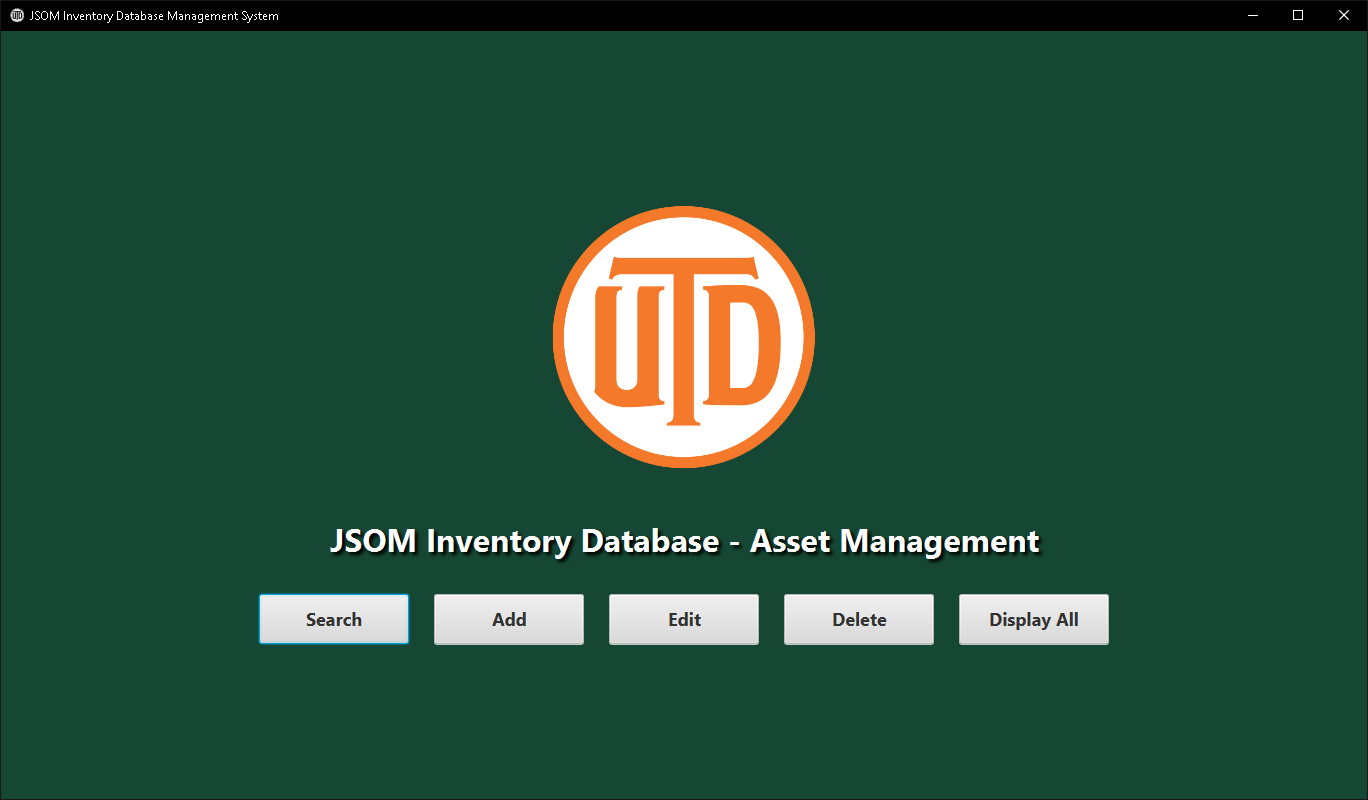 JSOM Inventory Database Management System
UTD
JSOM Inventory Database - Asset Management
Search
Add
Edit
Delete
Display All